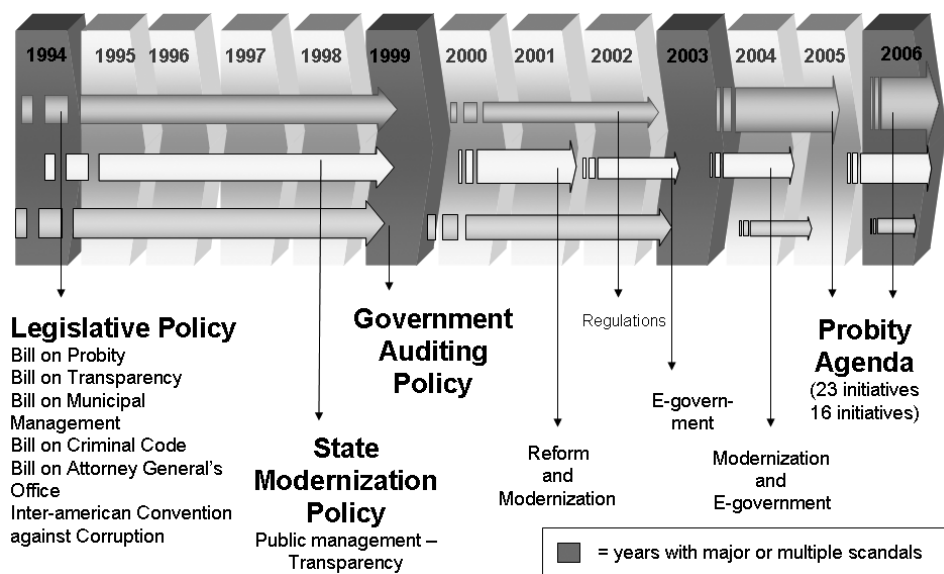 1994 1995 1996 1997 1998 1999 2000 2001 2002 2003 2004 2005 2006
Legislative Policy
Bill on Probity
Bill on Transparency
Bill on Municipal
Management
Bill on Criminal Code
Bill on Attorney General's
Office
Inter-american Convention
against Corruption
State
Modernization
Policy
Public management –
Transparency
Government
Auditing
Policy
Reform
and
Modernization
Regulations
E-govern-
ment
Modernization
and
E-government
Probity
Agenda
(23 initiatives
16 initiatives)
= years with major or multiple scandals